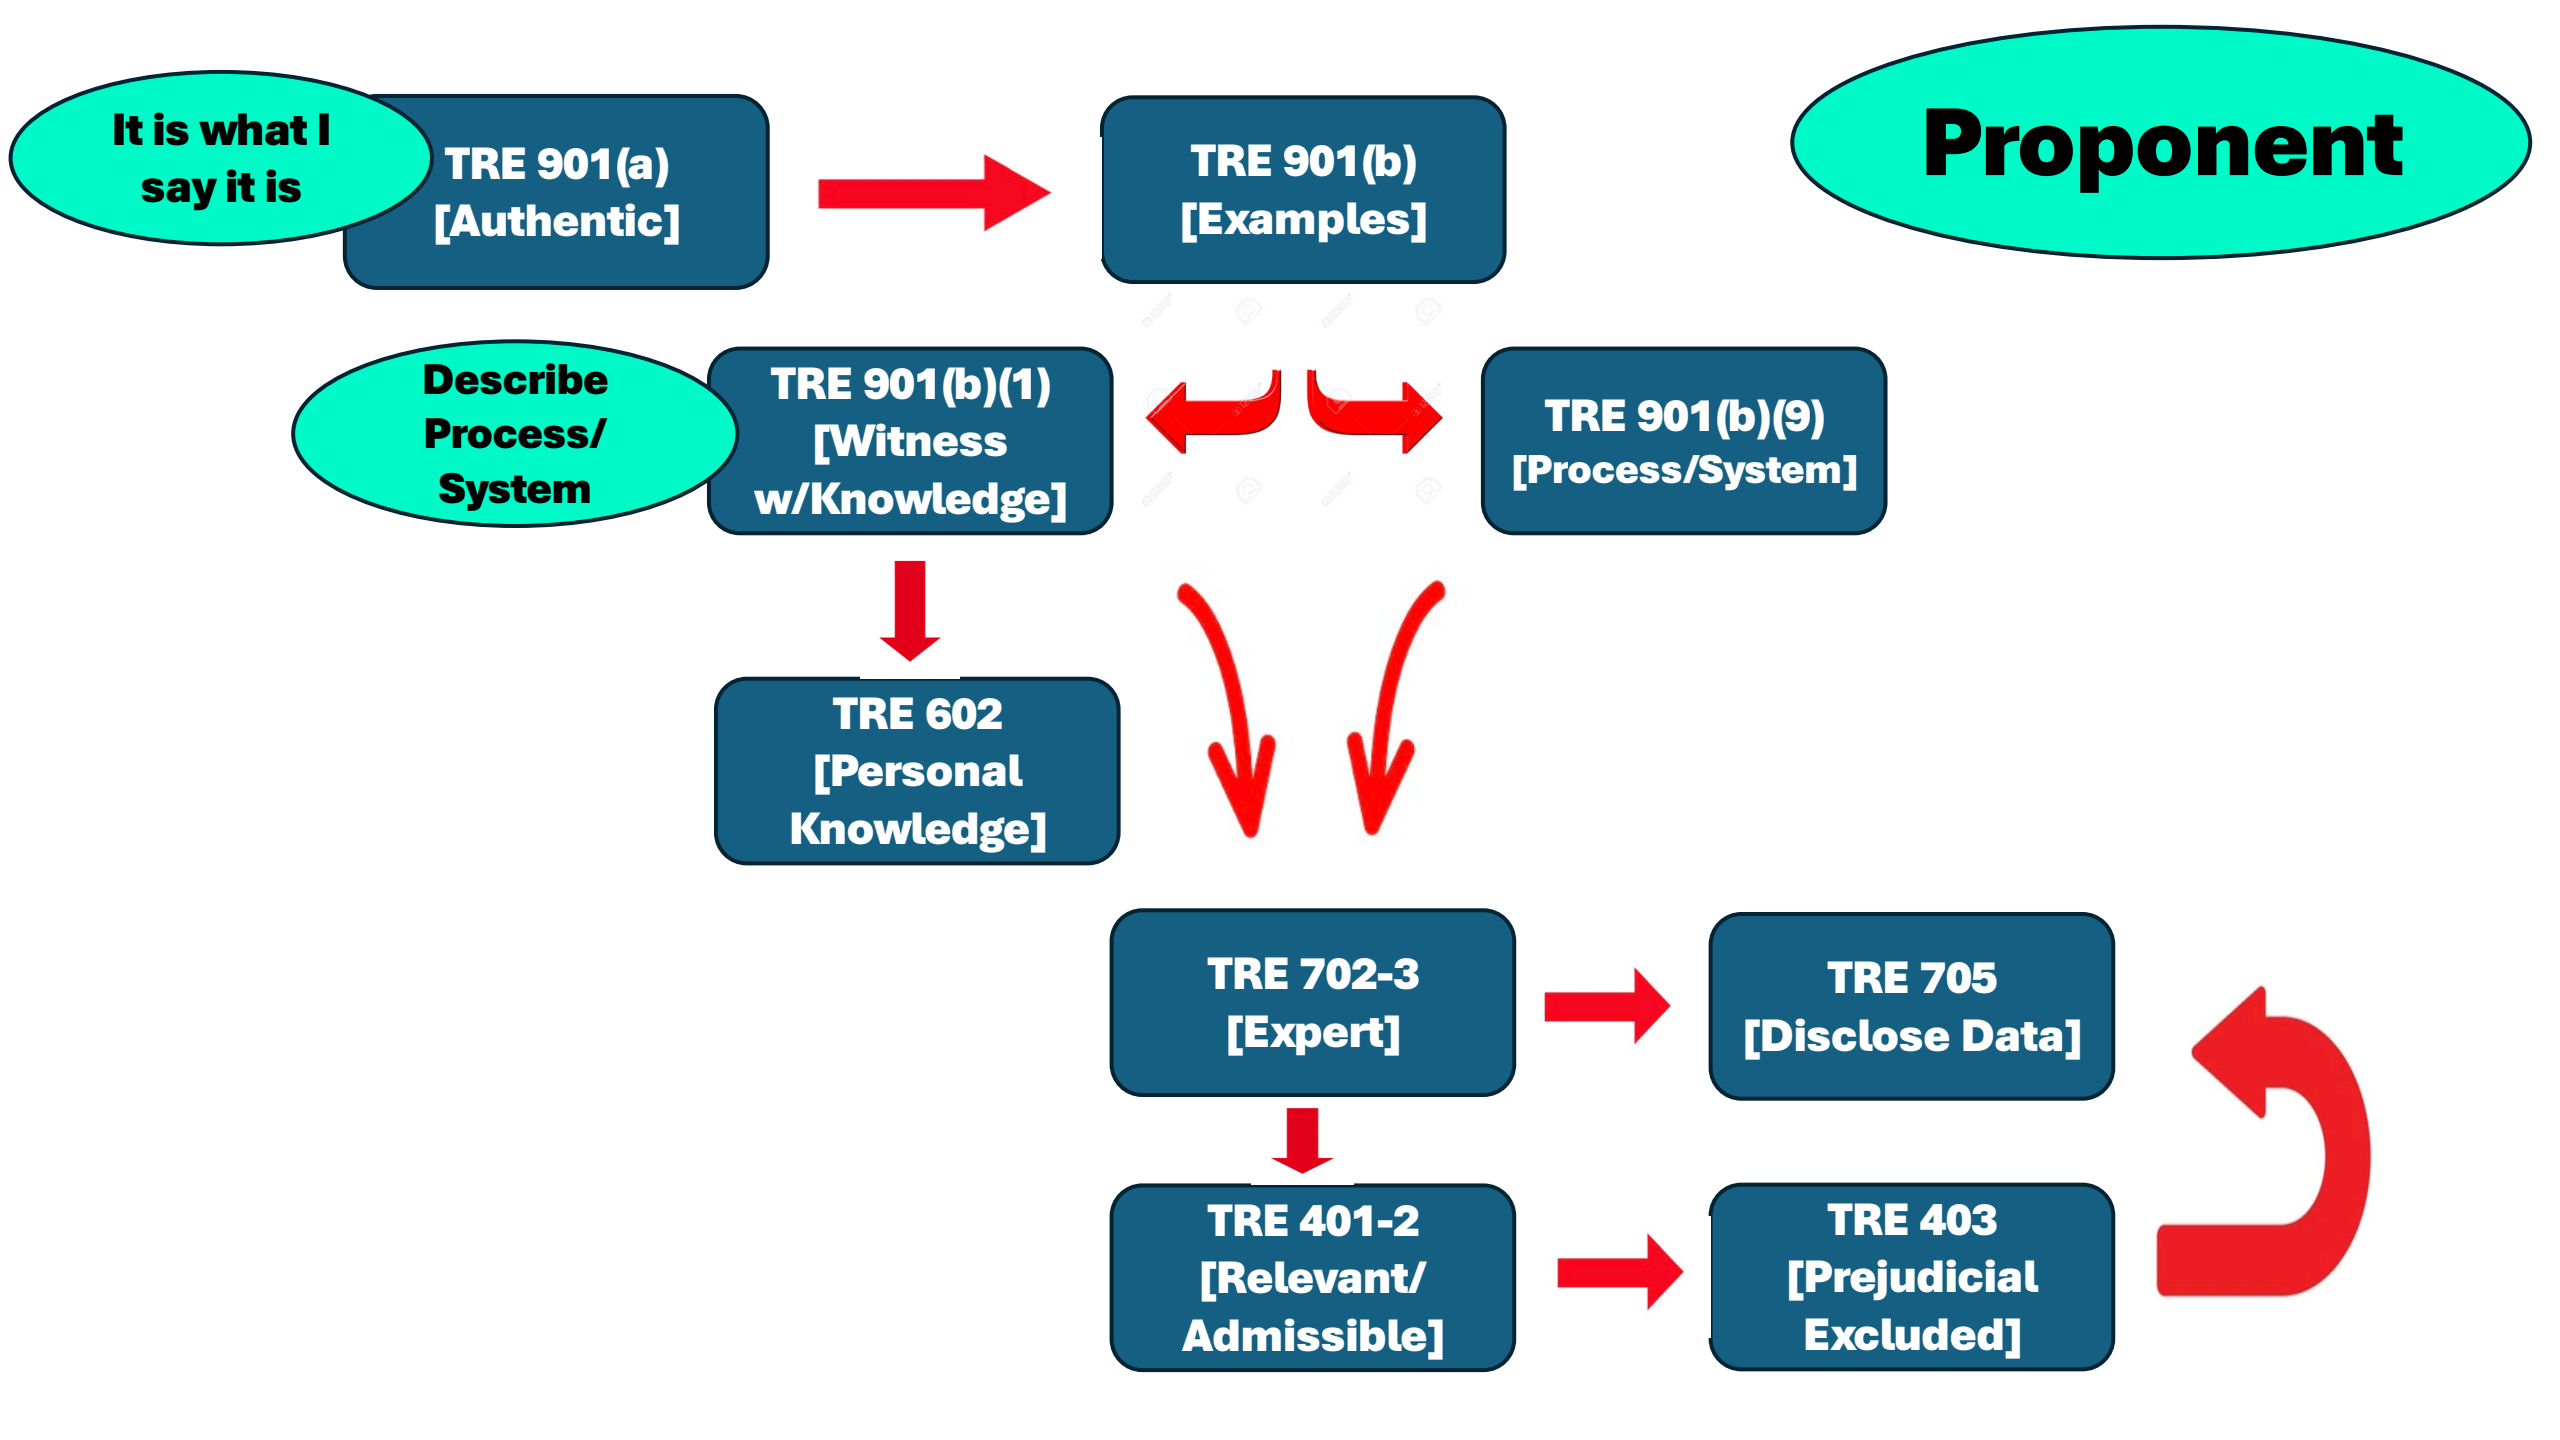 It is what I
say it is
TRE 901(a)
[Authentic]
TRE 901(b)
[Examples]
Proponent
Describe
Process/
System
TRE 901(b)(1)
[Witness
w/Knowledge]
TRE 901(b)(9)
[Process/System]
TRE 602
[Personal
Knowledge]
TRE 702-3
[Expert]
TRE 705
[Disclose Data]
TRE 401-2
[Relevant/
Admissible]
TRE 403
[Prejudicial
Excluded]